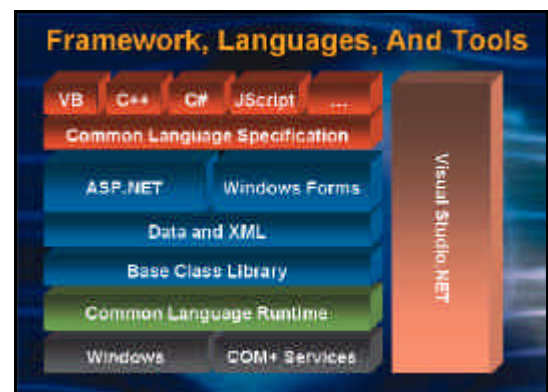 Framework, Languages, And Tools
VB C++ C# JScript ...
Common Language Specification
ASP.NET Windows Forms
Data and XML
Base Class Library
Common Language Runtime
Windows COM+ Services
Visual Studio.NET